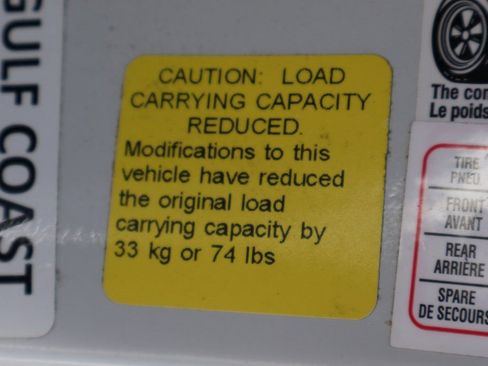 GULF COAST
CAUTION: LOAD
CARRYING CAPACITY
REDUCED.
Modifications to this
vehicle have reduced
the original load
carrying capacity by
33 kg or 74 lbs
The
Le poids
TIRE
PNEU
FRONT
AVANT
REAR
ARRIÈRE
SPARE
DE SECOURS